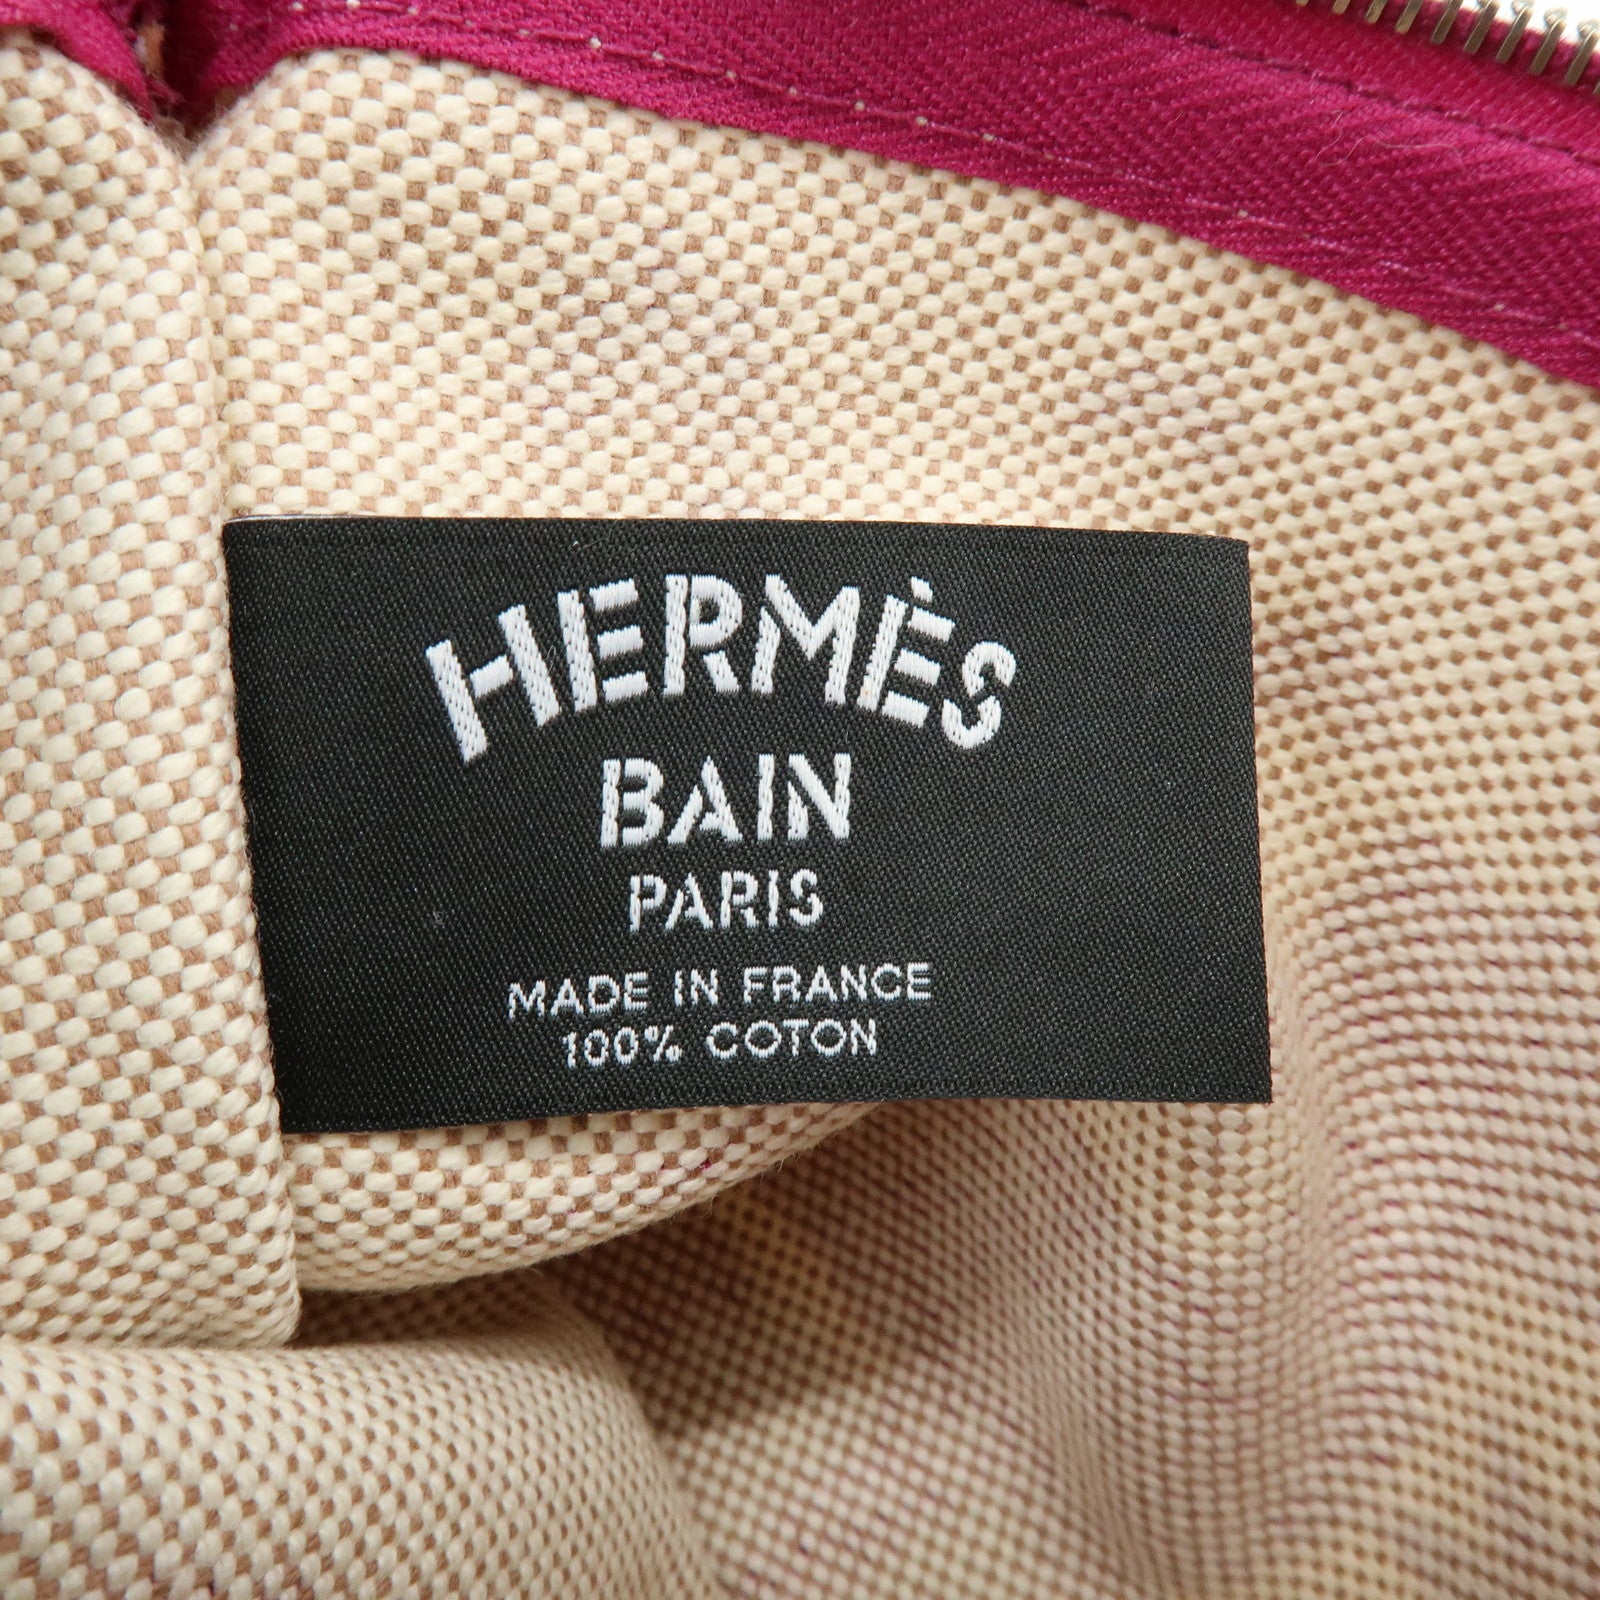 HERMÈS
BAIN
PARIS
MADE IN FRANCE
100% COTON